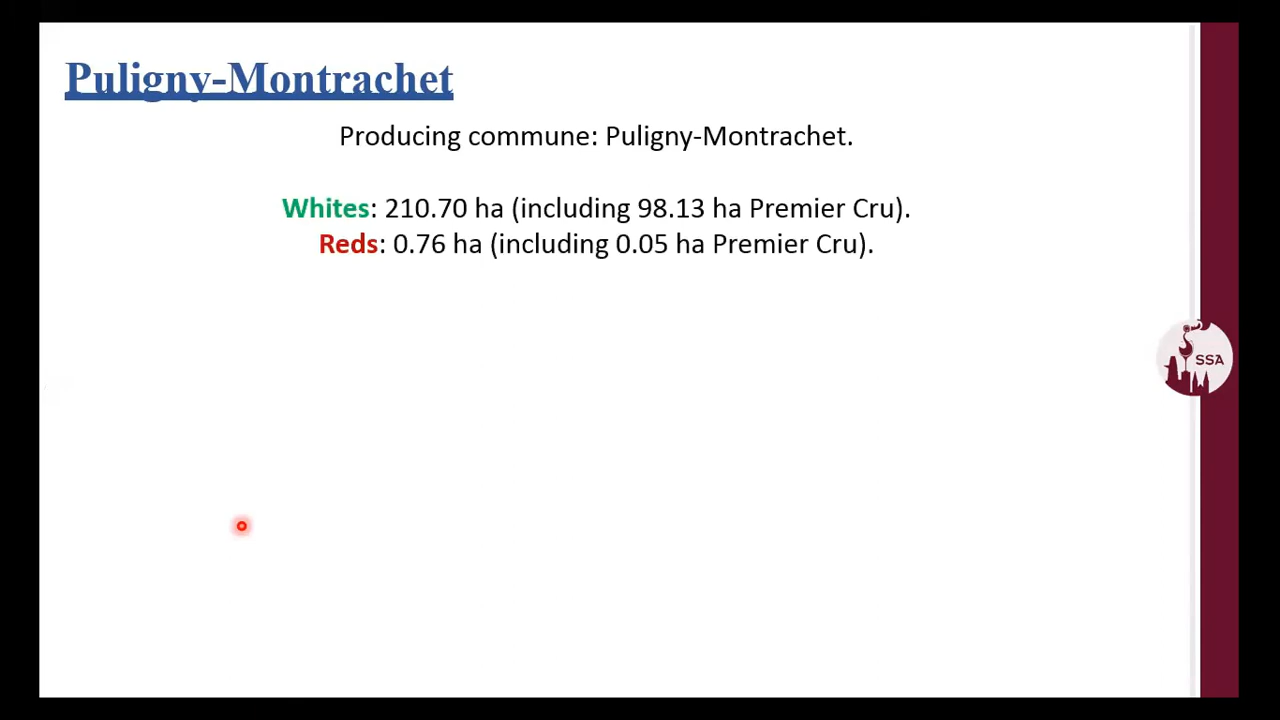 Puligny-Montrachet
Producing commune: Puligny-Montrachet.
Whites: 210.70 ha (including 98.13 ha Premier Cru).
Reds: 0.76 ha (including 0.05 ha Premier Cru).
SSA